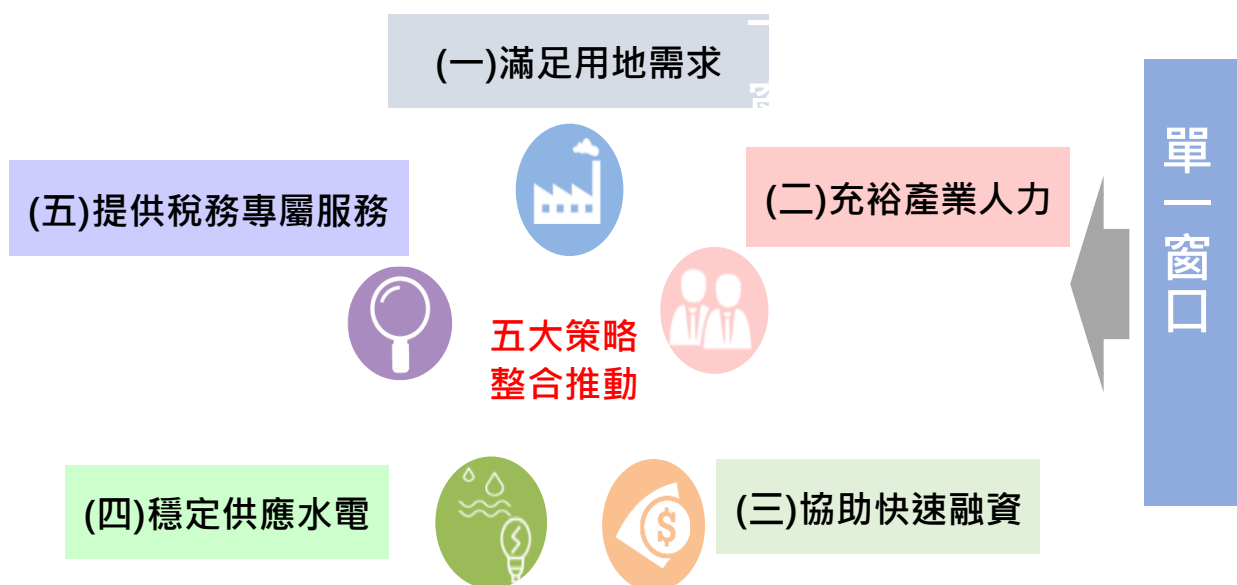 (一)滿足用地需求
(二)充裕產業人力
(三)協助快速融資
(四)穩定供應水電
(五)提供稅務專屬服務
五大策略
整合推動
單一窗口
$